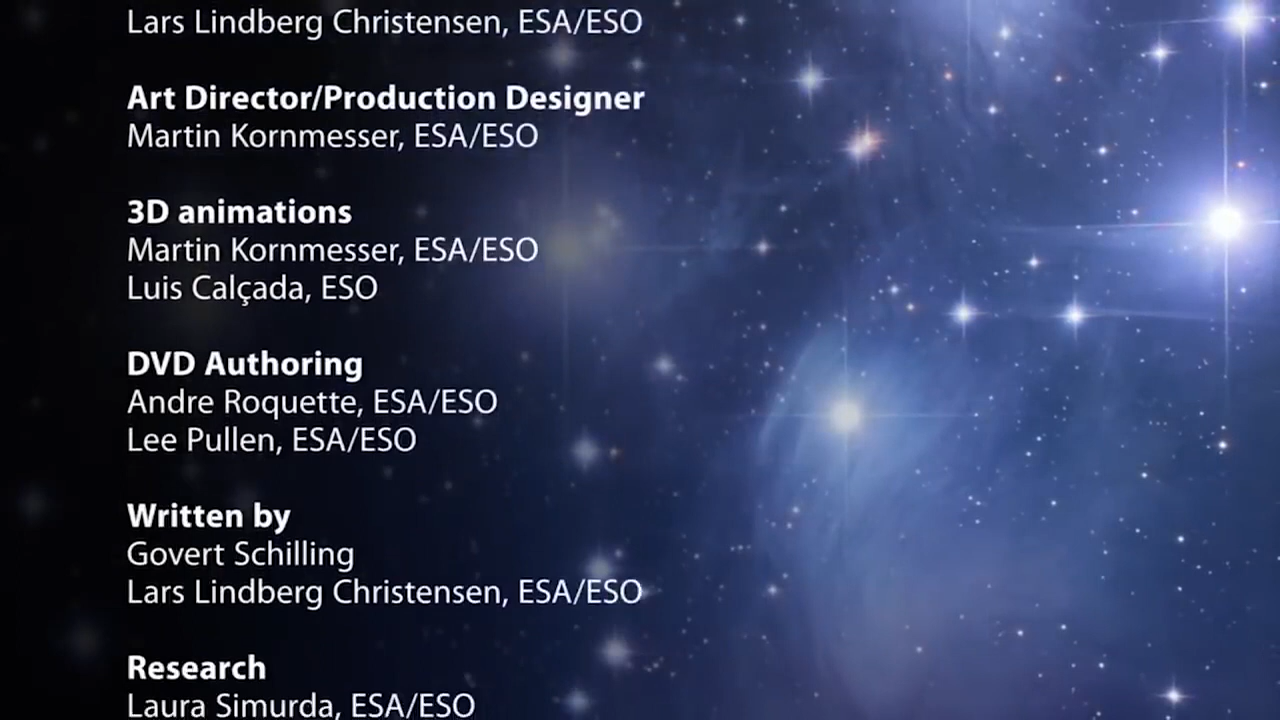 Lars Lindberg Christensen, ESA/ESO
Art Director/Production Designer
Martin Kornmesser, ESA/ESO
3D animations
Martin Kornmesser, ESA/ESO
Luis Calçada, ESO
DVD Authoring
Andre Roquette, ESA/ESO
Lee Pullen, ESA/ESO
Written by
Govert Schilling
Lars Lindberg Christensen, ESA/ESO
Research
Laura Simurda, ESA/ESO